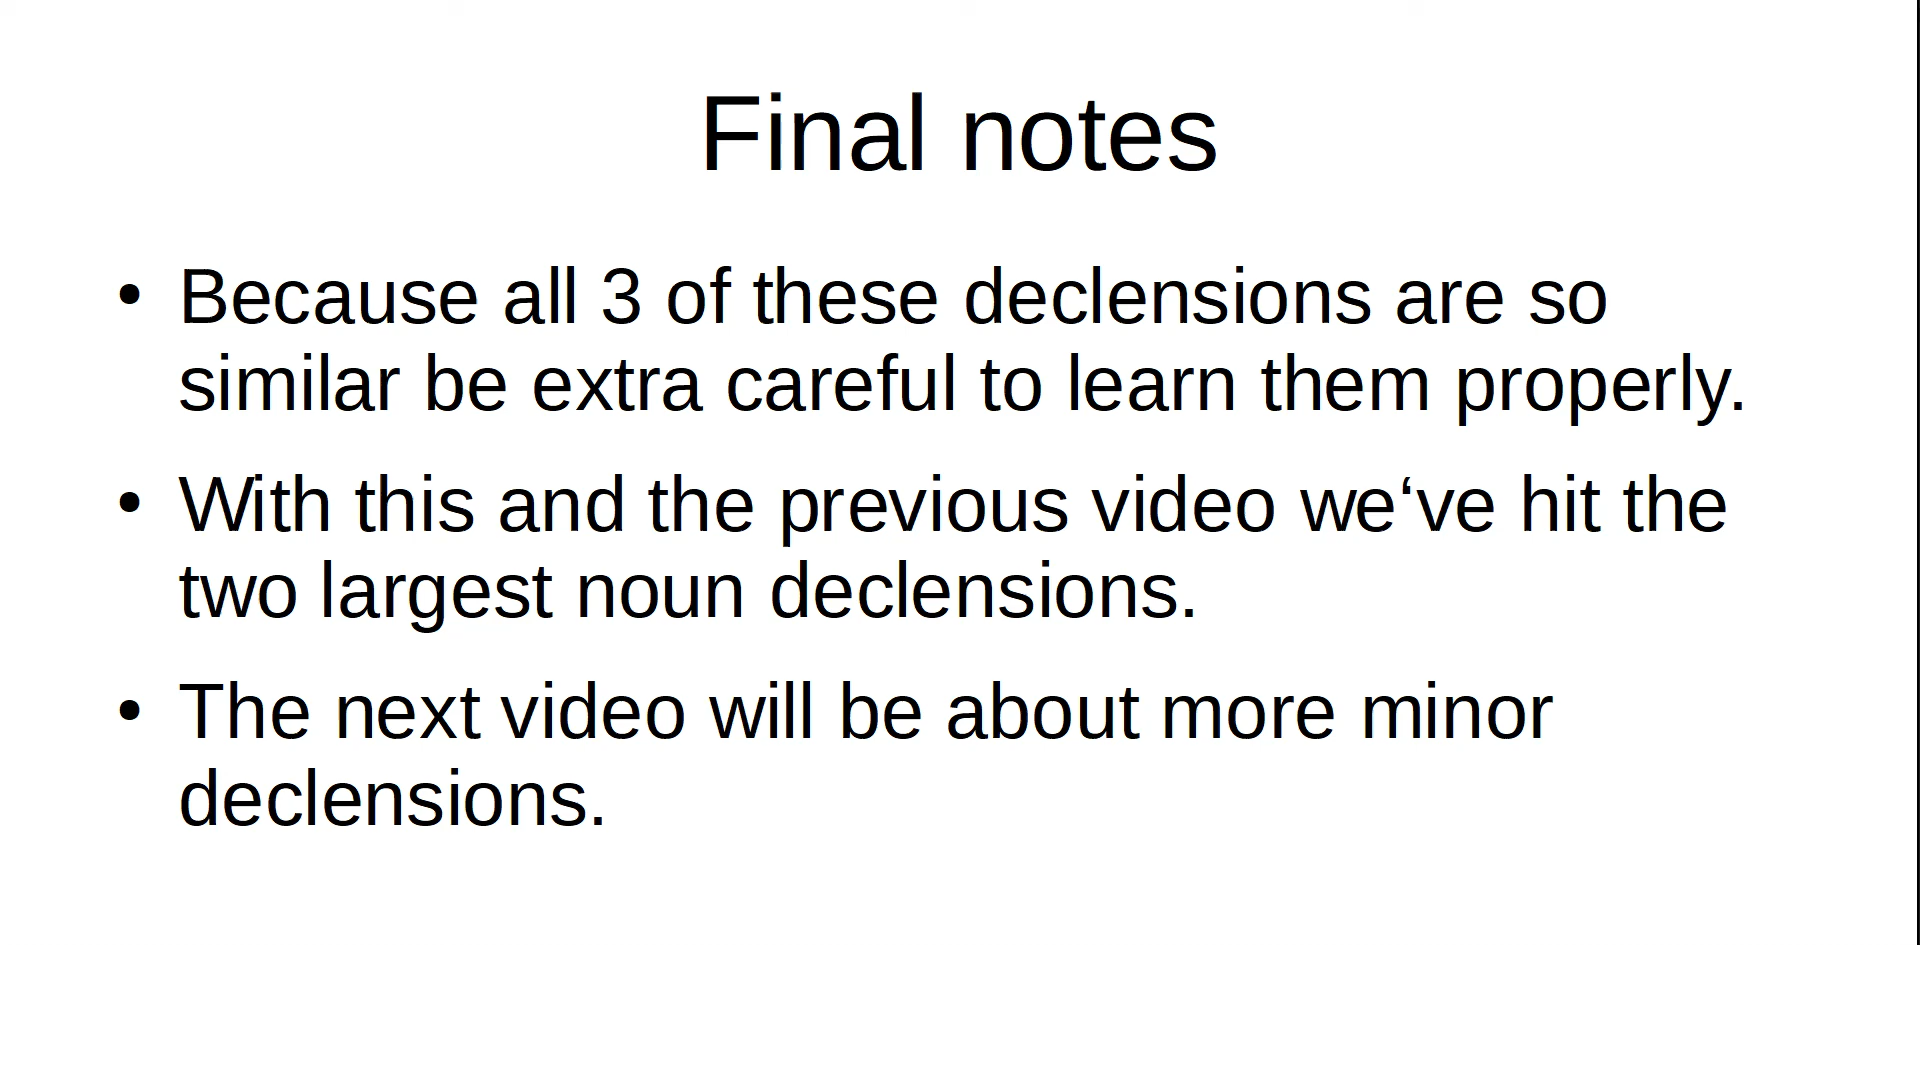 Final notes
• Because all 3 of these declensions are so
similar be extra careful to learn them properly.
• With this and the previous video we‘ve hit the
two largest noun declensions.
• The next video will be about more minor
declensions.